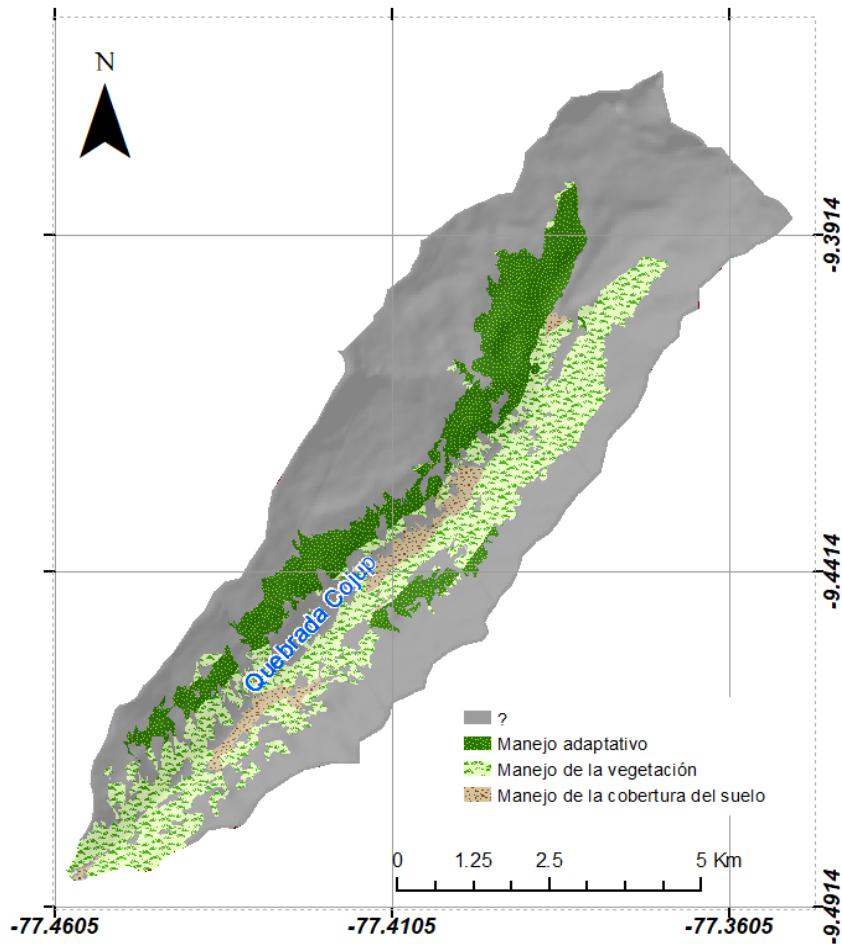 N
-9.3914
Quebrada Cojup
-9.4414
?
Manejo adaptativo
Manejo de la vegetación
Manejo de la cobertura del suelo
0 1.25 2.5 5 Km
-9.4914
-77.4605 -77.4105 -77.3605